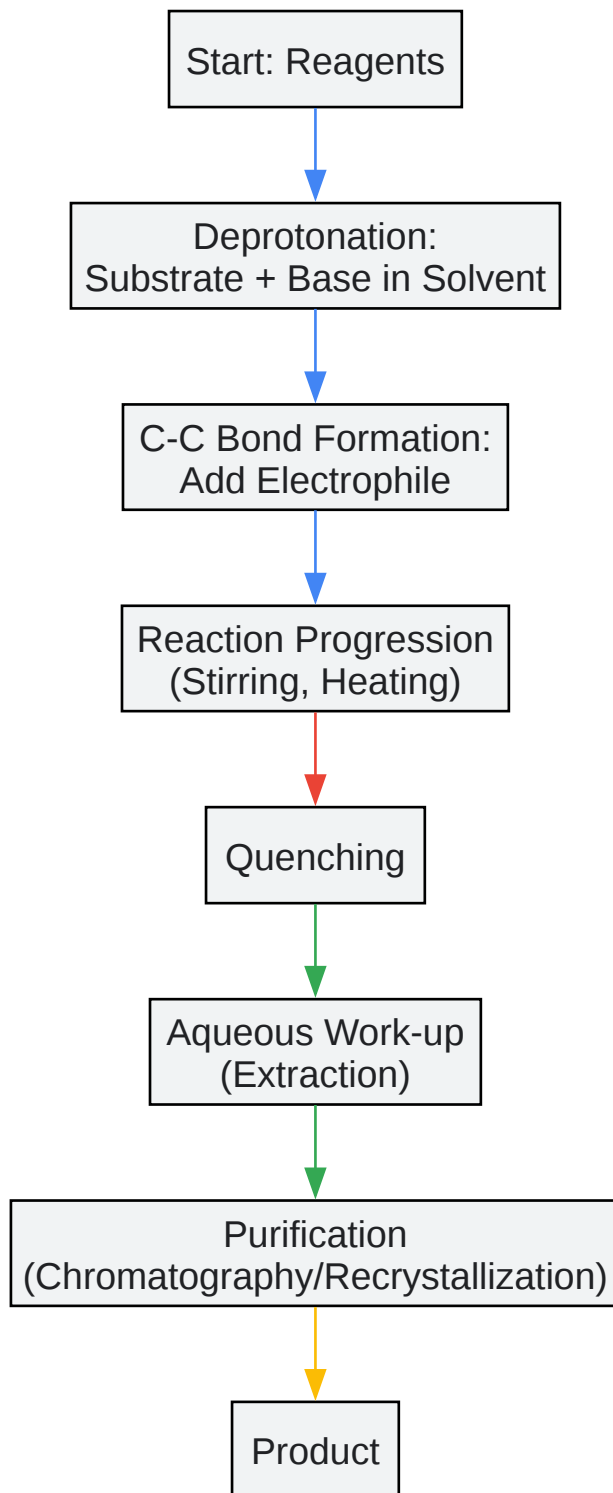 Start: Reagents
Deprotonation:
Substrate + Base in Solvent
C-C Bond Formation:
Add Electrophile
Reaction Progression
(Stirring, Heating)
Quenching
Aqueous Work-up
(Extraction)
Purification
(Chromatography/Recrystallization)
Product